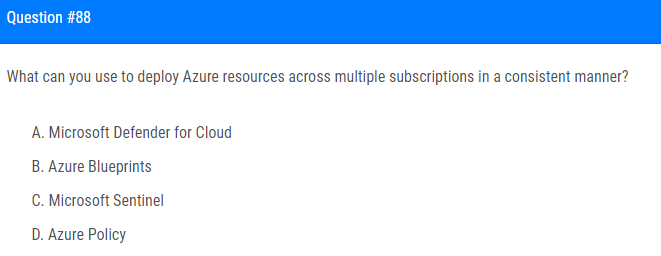 Question #88
What can you use to deploy Azure resources across multiple subscriptions in a consistent manner?
A. Microsoft Defender for Cloud
B. Azure Blueprints
C. Microsoft Sentinel
D. Azure Policy